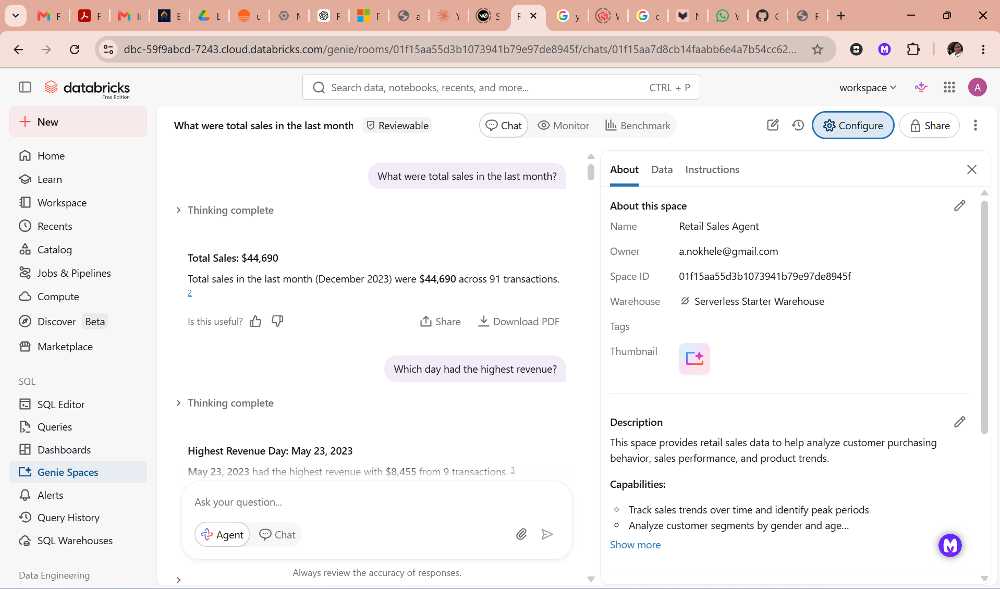 dbc-59f9abcd-7243.cloud.databricks.com/genie/rooms/01f15aa55d3b1073941b79e97de8945f/chats/01f15aa7d8cb14faabb6e4a7b54cc62...
databricks
Free Edition
Search data, notebooks, recents, and more...
CTRL + P
workspace
A
New
Home
Learn
Workspace
Recents
Catalog
Jobs & Pipelines
Compute
Discover Beta
Marketplace
SQL
SQL Editor
Queries
Dashboards
Genie Spaces
Alerts
Query History
SQL Warehouses
Data Engineering
What were total sales in the last month
Reviewable
Chat
Monitor
Benchmark
Configure
Share
What were total sales in the last month?
Thinking complete
Total Sales: $44,690
Total sales in the last month (December 2023) were $44,690 across 91 transactions.
2
Is this useful?
Share
Download PDF
Which day had the highest revenue?
Thinking complete
Highest Revenue Day: May 23, 2023
May 23, 2023 had the highest revenue with $8,455 from 9 transactions. 3
Ask your question...
Agent
Chat
Always review the accuracy of responses.
About
Data
Instructions
About this space
Name Retail Sales Agent
Owner a.nokhele@gmail.com
Space ID 01f15aa55d3b1073941b79e97de8945f
Warehouse Serverless Starter Warehouse
Tags
Thumbnail
Description
This space provides retail sales data to help analyze customer purchasing
behavior, sales performance, and product trends.
Capabilities:
Track sales trends over time and identify peak periods
Analyze customer segments by gender and age...
Show more